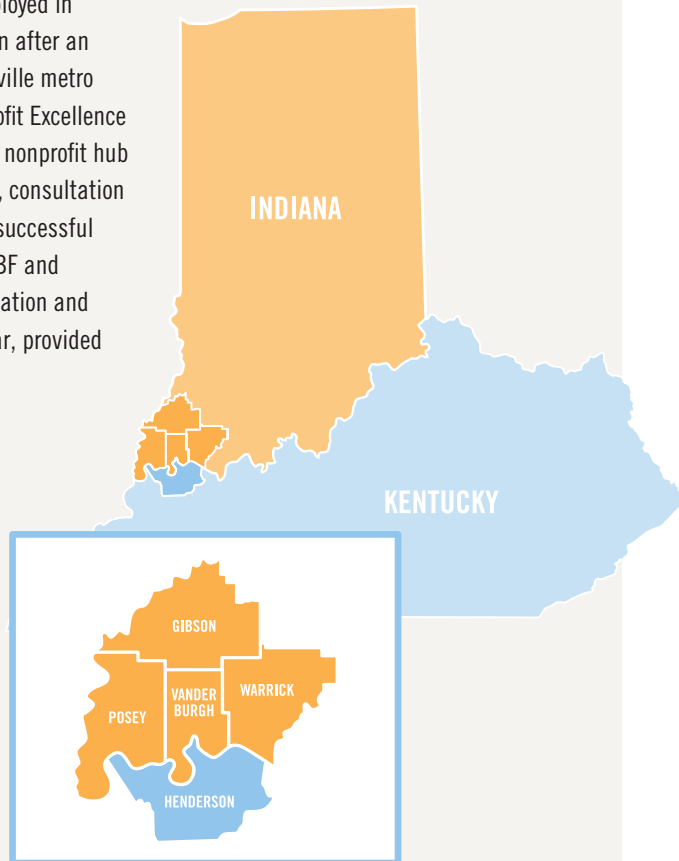 ployed in
n after an
ville metro
ofit Excellence
nonprofit hub
, consultation
successful
BF and
ation and
ar, provided
INDIANA
KENTUCKY
GIBSON
POSEY
VANDER
BURGH
WARRICK
HENDERSON